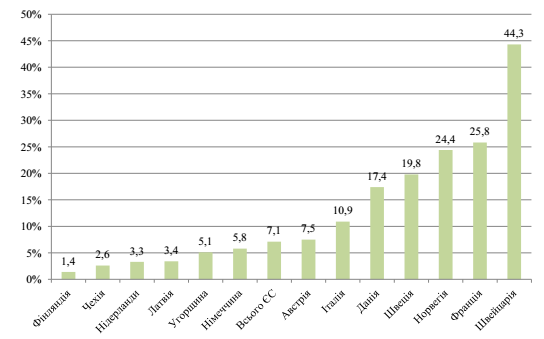 50%
45%
40%
35%
30%
25%
20%
15%
10%
5%
0%
1,4
2,6
3,3
3,4
5,1
5,8
7,1
7,5
10,9
17,4
19,8
24,4
25,8
44,3
Фінляндія
Чехія
Нідерланди
Латвія
Угорщина
Німеччина
Всього ЄС
Австрія
Італія
Данія
Швеція
Норвегія
Франція
Швейцарія